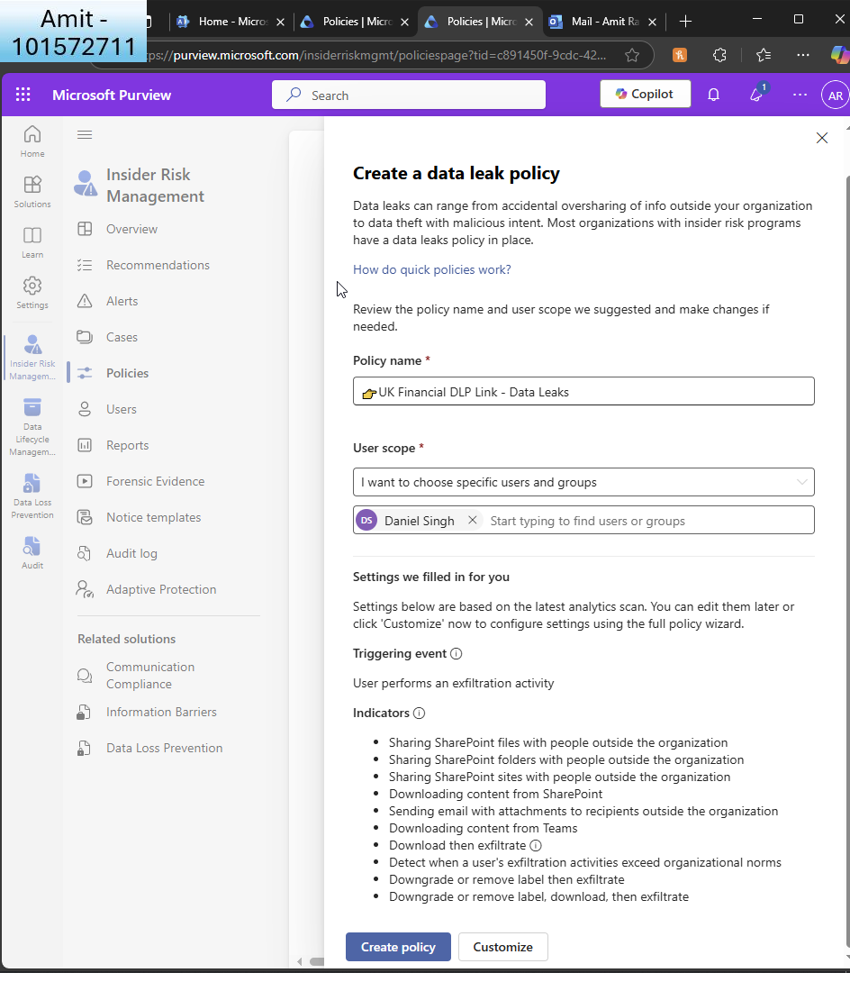 Amit -
101572711
Home - Micros
Policies | Micro
Policies | Micro
Mail - Amit Ra
ps://purview.microsoft.com/insiderriskmgmt/policiespage?tid=c891450f-9cdc-42...
Microsoft Purview
Search
Copilot
1
AR
Home
Solutions
Learn
Settings
Insider Risk
Managem...
Data
Lifecycle
Managem...
Data Loss
Prevention
Audit
Insider Risk
Management
Overview
Recommendations
Alerts
Cases
Policies
Users
Reports
Forensic Evidence
Notice templates
Audit log
Adaptive Protection
Related solutions
Communication
Compliance
Information Barriers
Data Loss Prevention
Create a data leak policy
Data leaks can range from accidental oversharing of info outside your organization
to data theft with malicious intent. Most organizations with insider risk programs
have a data leaks policy in place.
How do quick policies work?
Review the policy name and user scope we suggested and make changes if
needed.
Policy name *
👉UK Financial DLP Link - Data Leaks
User scope *
I want to choose specific users and groups
DS Daniel Singh Start typing to find users or groups
Settings we filled in for you
Settings below are based on the latest analytics scan. You can edit them later or
click 'Customize' now to configure settings using the full policy wizard.
Triggering event
User performs an exfiltration activity
Indicators
• Sharing SharePoint files with people outside the organization
• Sharing SharePoint folders with people outside the organization
• Sharing SharePoint sites with people outside the organization
• Downloading content from SharePoint
• Sending email with attachments to recipients outside the organization
• Downloading content from Teams
• Download then exfiltrate
• Detect when a user's exfiltration activities exceed organizational norms
• Downgrade or remove label then exfiltrate
• Downgrade or remove label, download, then exfiltrate
Create policy
Customize